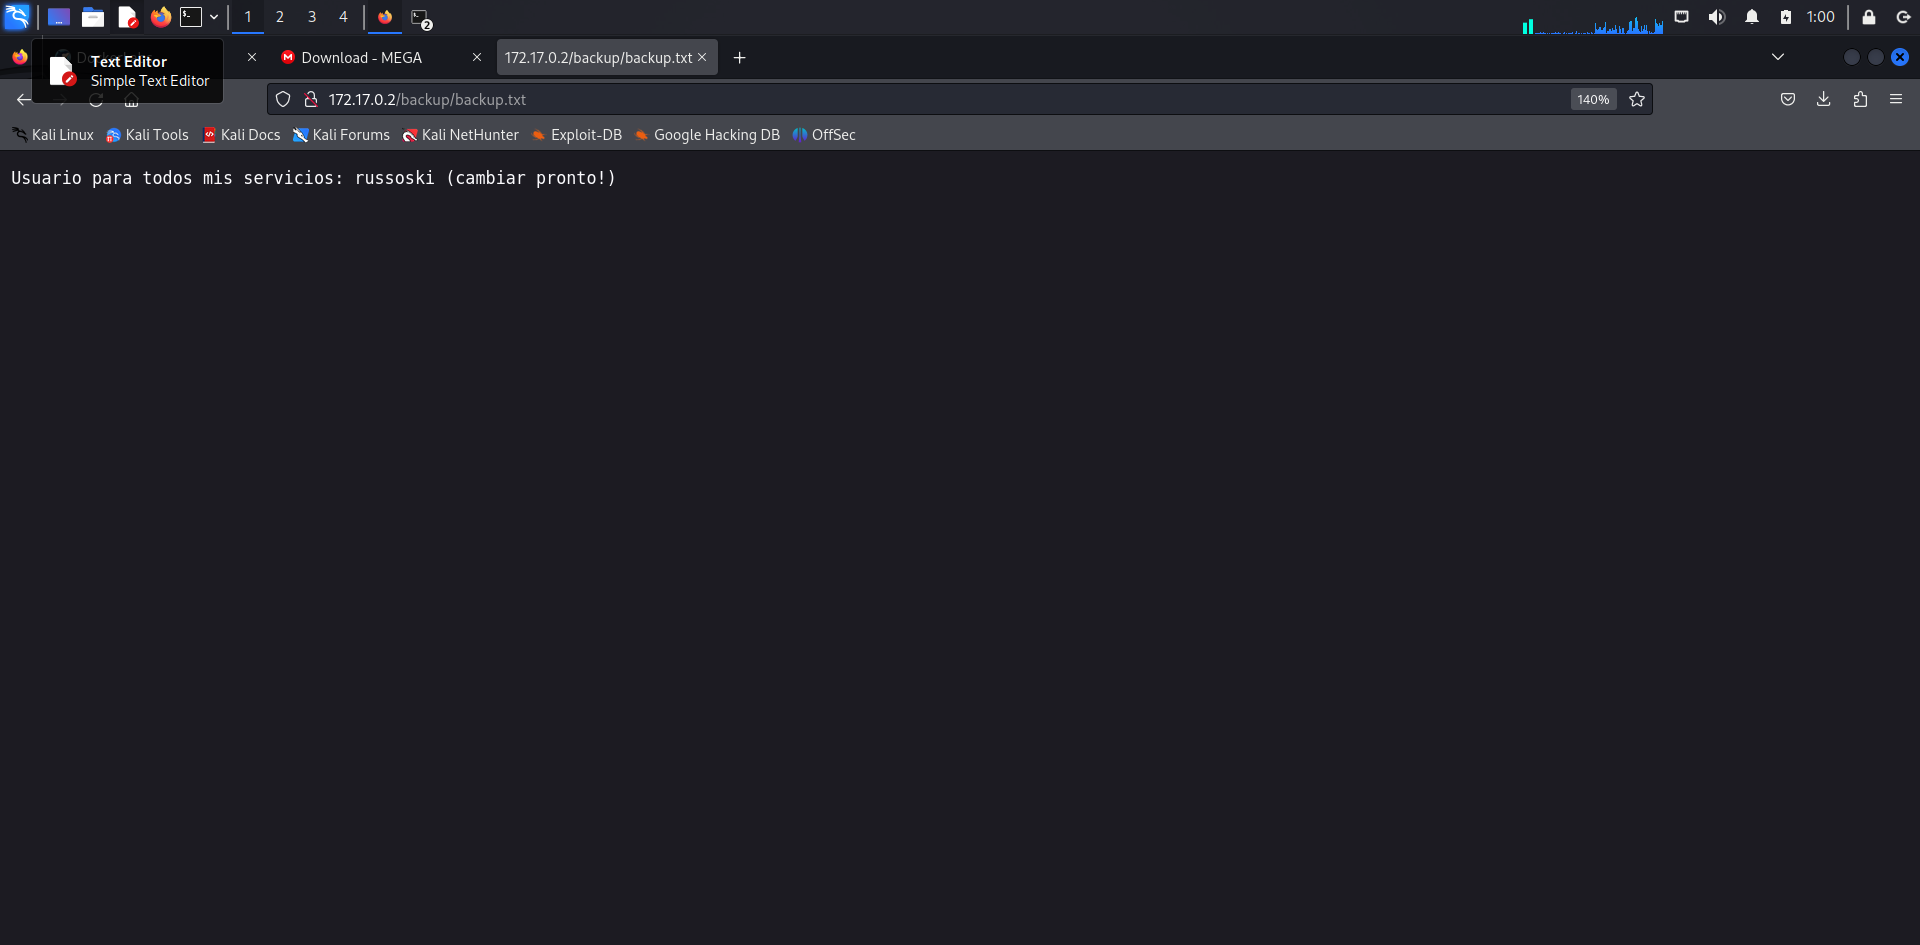 1 2 3 4 2 1:00
Text Editor
Simple Text Editor
Download - MEGA
172.17.0.2/backup/backup.txt
172.17.0.2/backup/backup.txt 140%
Kali Linux Kali Tools Kali Docs Kali Forums Kali NetHunter Exploit-DB Google Hacking DB OffSec
Usuario para todos mis servicios: russoski (cambiar pronto!)